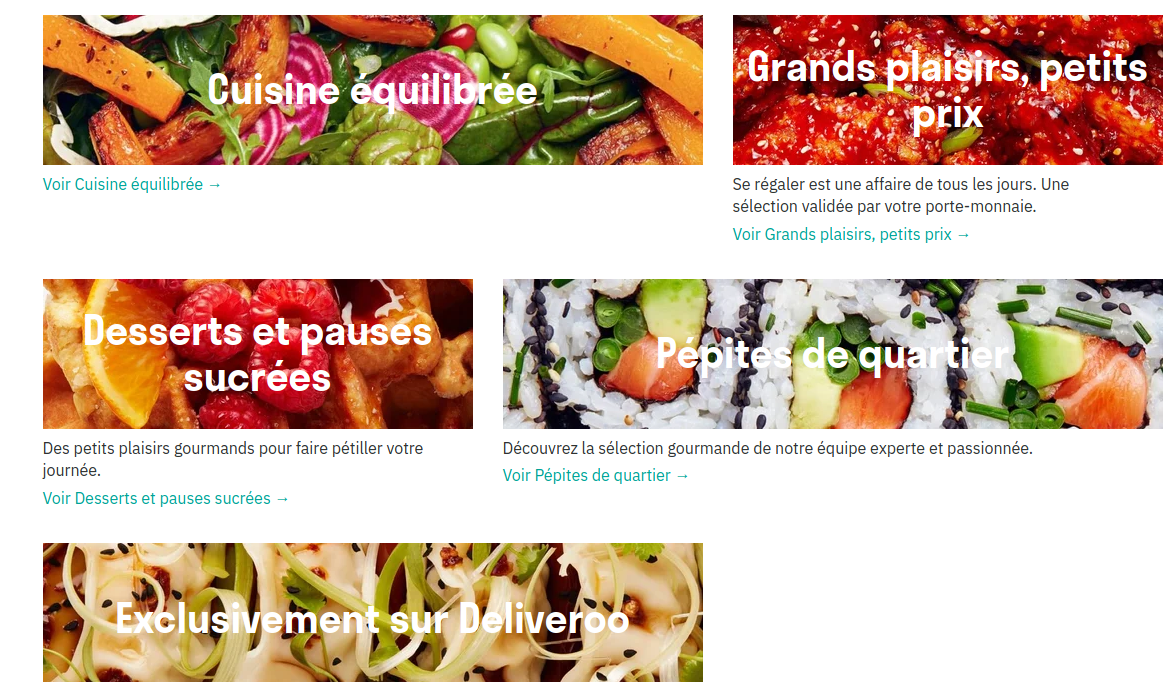 Cuisine équilibrée
Voir Cuisine équilibrée →
Grands plaisirs, petits
prix
Se régaler est une affaire de tous les jours. Une
sélection validée par votre porte-monnaie.
Voir Grands plaisirs, petits prix →
Desserts et pauses
sucrées
Des petits plaisirs gourmands pour faire pétiller votre
journée.
Voir Desserts et pauses sucrées →
Pépites de quartier
Découvrez la sélection gourmande de notre équipe experte et passionnée.
Voir Pépites de quartier →
Exclusivement sur Deliveroo